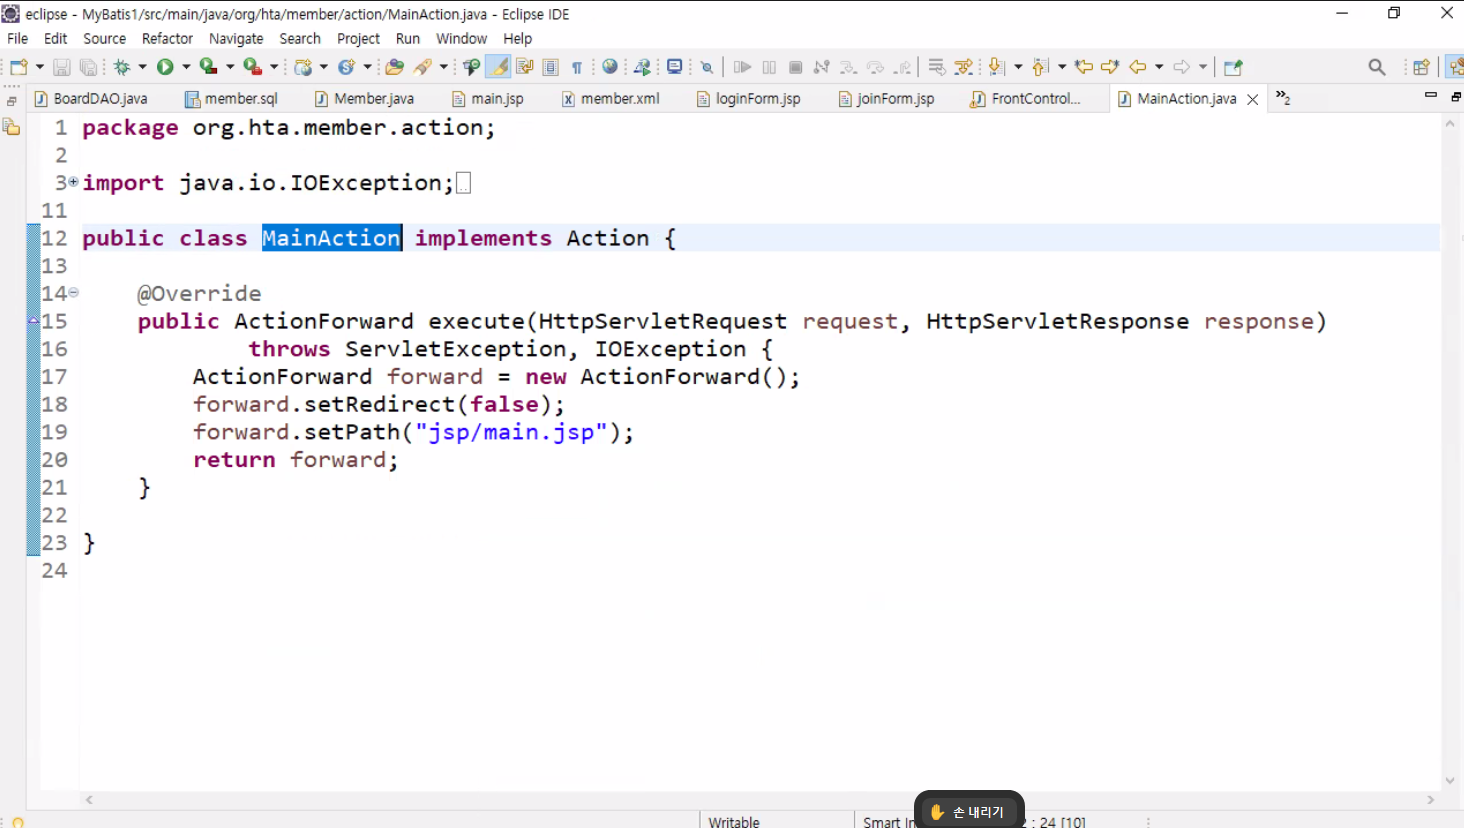 eclipse - MyBatis1/src/main/java/org/hta/member/action/MainAction.java - Eclipse IDE
File Edit Source Refactor Navigate Search Project Run Window Help
BoardDAO.java member.sql Member.java main.jsp member.xml loginForm.jsp joinForm.jsp FrontControl... MainAction.java »2
1 package org.hta.member.action;
2
3 import java.io.IOException;
11
12 public class MainAction implements Action {
13
14 @Override
15 public ActionForward execute(HttpServletRequest request, HttpServletResponse response)
16 throws ServletException, IOException {
17 ActionForward forward = new ActionForward();
18 forward.setRedirect(false);
19 forward.setPath("jsp/main.jsp");
20 return forward;
21 }
22
23 }
24
손 내리기
Writable Smart In 2 : 24 [10]